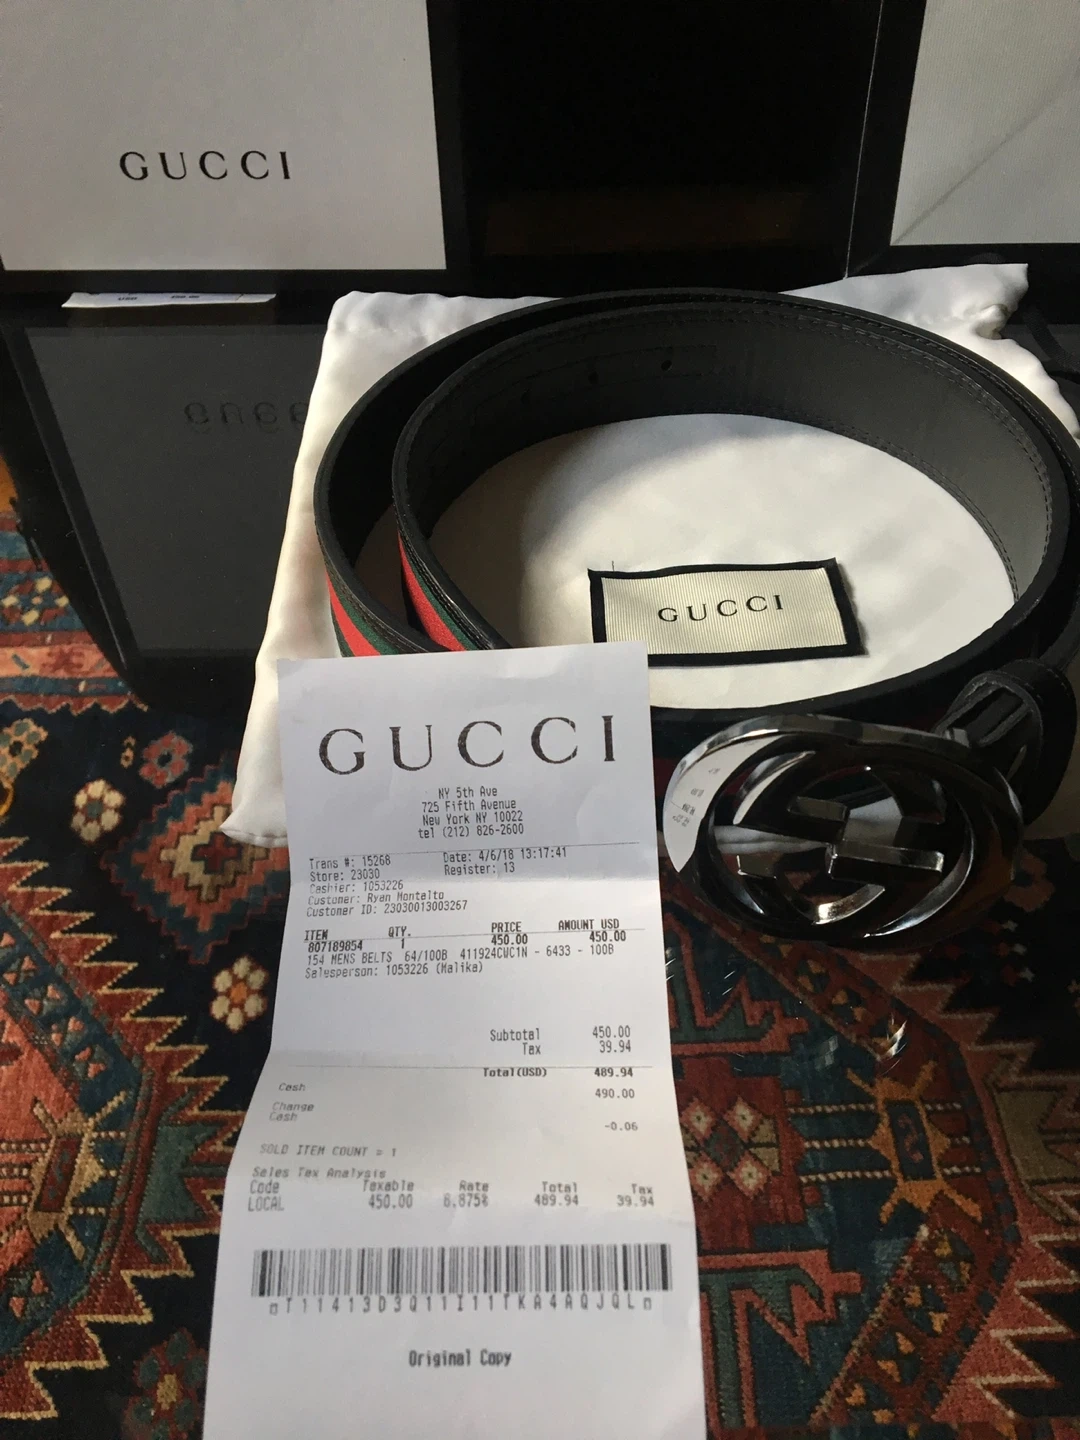 GUCCI
USD
GUCCI
GUCCI
GUCCI
NY 5th Ave
725 Fifth Avenue
New York NY 10022
tel (212) 826-2600
Trans #: 15268 Date: 4/6/18 13:17:41
Store: 23030 Register: 13
Cashier: 1053226
Customer: Ryan Montalto
Customer ID: 23030013003267
ITEM QTY. PRICE AMOUNT USD
807189854 1 450.00 450.00
154 MENS BELTS 64/100B 411924CWC1N - 6433 - 100B
Salesperson: 1053226 (Malika)
Subtotal 450.00
Tax 39.94
Total(USD) 489.94
Cash 490.00
Change
Cash -0.06
SOLD ITEM COUNT = 1
Sales Tax Analysis
Code Taxable Rate Total Tax
LOCAL 450.00 8.875% 489.94 39.94
T11413D3Q11I11TKA4AQJQL
Original Copy